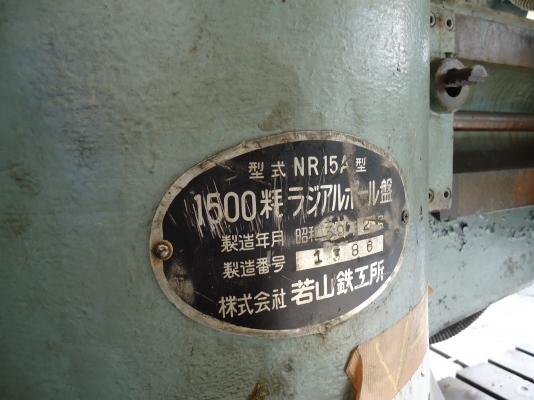 型式 NR15A型
1500粍ラジアルボール盤
製造年月 昭和
製造番号 1386
株式会社 若山鉄工所